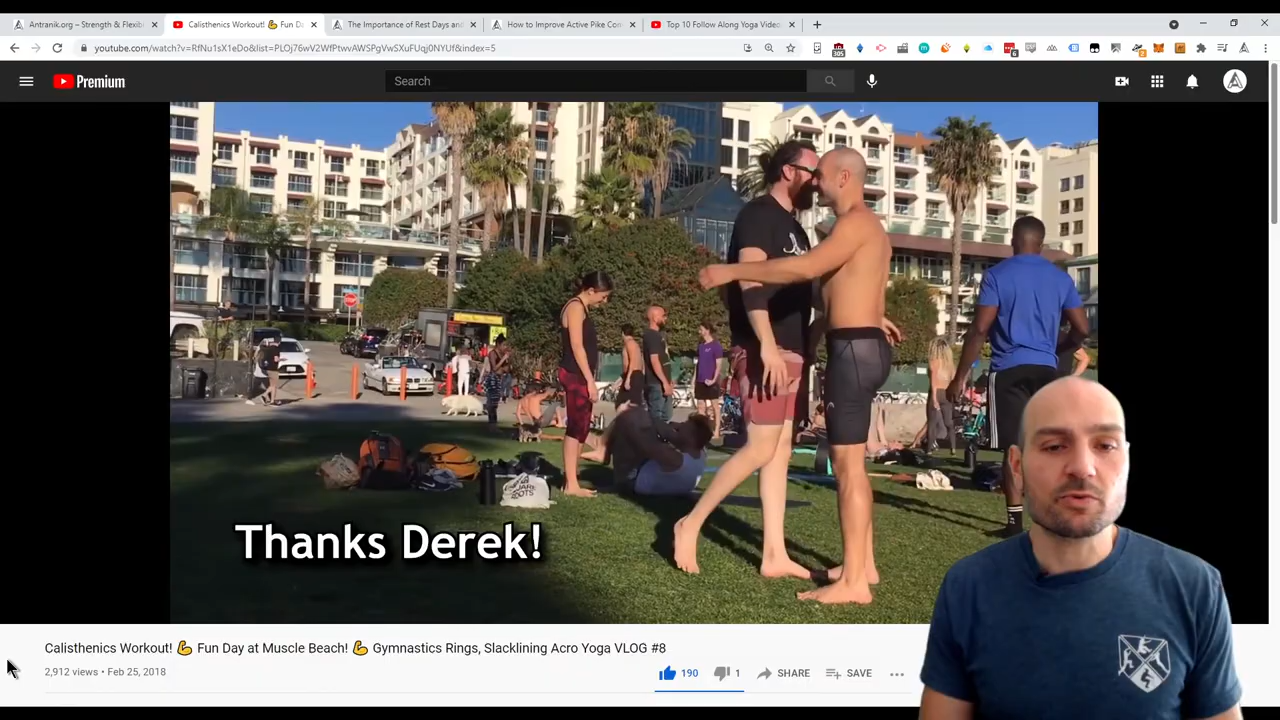 Antranik.org – Strength & Flexibi
Calisthenics Workout! 💪 Fun Da
The Importance of Rest Days and
How to Improve Active Pike Com
Top 10 Follow Along Yoga Video
youtube.com/watch?v=RfNu1sX1eDo&list=PLOj76wV2WfPtwvAWSPgVwSXuFUqj0NYUf&index=5
Premium
Search
Thanks Derek!
Calisthenics Workout! 💪 Fun Day at Muscle Beach! 💪 Gymnastics Rings, Slacklining Acro Yoga VLOG #8
2,912 views • Feb 25, 2018
190
1
SHARE
SAVE